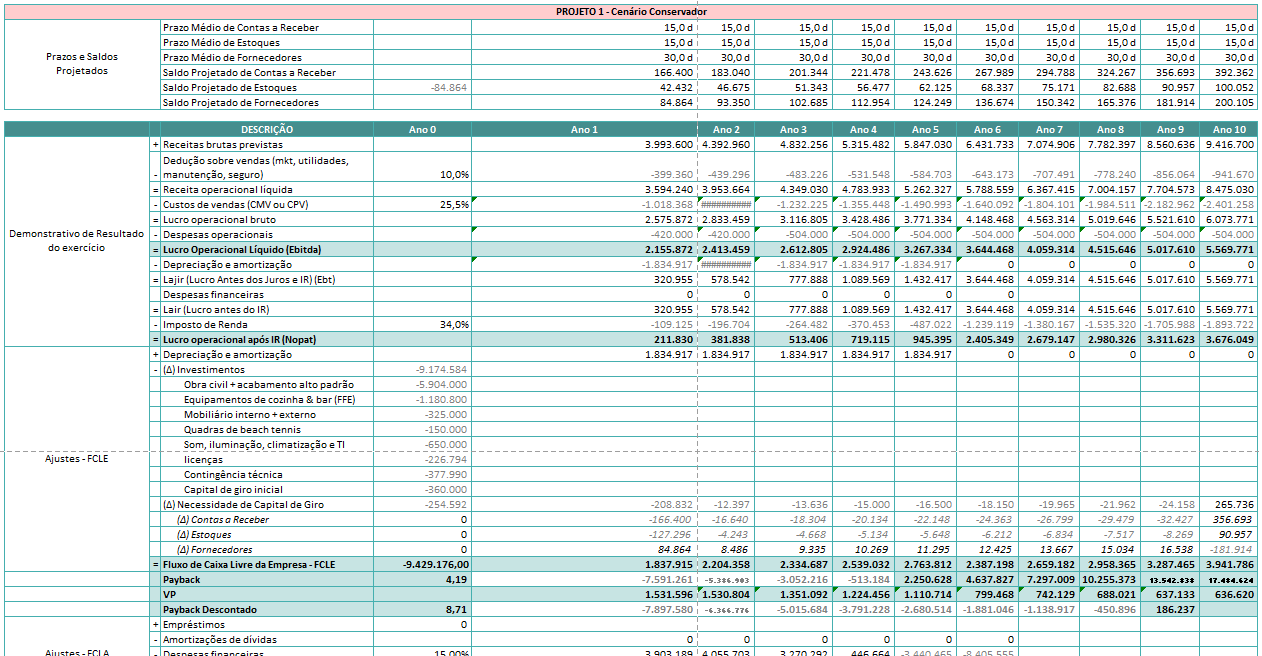 PROJETO 1 - Cenário Conservador
Prazos e Saldos Projetados
Prazo Médio de Contas a Receber 15,0 d 15,0 d 15,0 d 15,0 d 15,0 d 15,0 d 15,0 d 15,0 d 15,0 d 15,0 d
Prazo Médio de Estoques 15,0 d 15,0 d 15,0 d 15,0 d 15,0 d 15,0 d 15,0 d 15,0 d 15,0 d 15,0 d
Prazo Médio de Fornecedores 30,0 d 30,0 d 30,0 d 30,0 d 30,0 d 30,0 d 30,0 d 30,0 d 30,0 d 30,0 d
Saldo Projetado de Contas a Receber 166.400 183.040 201.344 221.478 243.626 267.989 294.788 324.267 356.693 392.362
Saldo Projetado de Estoques -84.864 42.432 46.675 51.343 56.477 62.125 68.337 75.171 82.688 90.957 100.052
Saldo Projetado de Fornecedores 84.864 93.350 102.685 112.954 124.249 136.674 150.342 165.376 181.914 200.105
DESCRIÇÃO Ano 0 Ano 1 Ano 2 Ano 3 Ano 4 Ano 5 Ano 6 Ano 7 Ano 8 Ano 9 Ano 10
Demonstrativo de Resultado do exercício
+ Receitas brutas previstas 3.993.600 4.392.960 4.832.256 5.315.482 5.847.030 6.431.733 7.074.906 7.782.397 8.560.636 9.416.700
Dedução sobre vendas (mkt, utilidades,
- manutenção, seguro) 10,0% -399.360 -439.296 -483.226 -531.548 -584.703 -643.173 -707.491 -778.240 -856.064 -941.670
= Receita operacional líquida 3.594.240 3.953.664 4.349.030 4.783.933 5.262.327 5.788.559 6.367.415 7.004.157 7.704.573 8.475.030
- Custos de vendas (CMV ou CPV) 25,5% -1.018.368 ########## -1.232.225 -1.355.448 -1.490.993 -1.640.092 -1.804.101 -1.984.511 -2.182.962 -2.401.258
= Lucro operacional bruto 2.575.872 2.833.459 3.116.805 3.428.486 3.771.334 4.148.468 4.563.314 5.019.646 5.521.610 6.073.771
- Despesas operacionais -420.000 -420.000 -504.000 -504.000 -504.000 -504.000 -504.000 -504.000 -504.000 -504.000
= Lucro Operacional Líquido (Ebitda) 2.155.872 2.413.459 2.612.805 2.924.486 3.267.334 3.644.468 4.059.314 4.515.646 5.017.610 5.569.771
- Depreciação e amortização -1.834.917 ########## -1.834.917 -1.834.917 -1.834.917 0 0 0 0 0
= Lajir (Lucro Antes dos Juros e IR) (Ebt) 320.955 578.542 777.888 1.089.569 1.432.417 3.644.468 4.059.314 4.515.646 5.017.610 5.569.771
Despesas financeiras 0 0 0 0 0 0
= Lair (Lucro antes do IR) 320.955 578.542 777.888 1.089.569 1.432.417 3.644.468 4.059.314 4.515.646 5.017.610 5.569.771
- Imposto de Renda 34,0% -109.125 -196.704 -264.482 -370.453 -487.022 -1.239.119 -1.380.167 -1.535.320 -1.705.988 -1.893.722
= Lucro operacional após IR (Nopat) 211.830 381.838 513.406 719.115 945.395 2.405.349 2.679.147 2.980.326 3.311.623 3.676.049
Ajustes - FCLE
+ Depreciação e amortização 1.834.917 1.834.917 1.834.917 1.834.917 1.834.917 0 0 0 0 0
- (Δ) Investimentos -9.174.584
Obra civil + acabamento alto padrão -5.904.000
Equipamentos de cozinha & bar (FFE) -1.180.800
Mobiliário interno + externo -325.000
Quadras de beach tennis -150.000
Som, iluminação, climatização e TI -650.000
licenças -226.794
Contingência técnica -377.990
Capital de giro inicial -360.000
(Δ) Necessidade de Capital de Giro -254.592 -208.832 -12.397 -13.636 -15.000 -16.500 -18.150 -19.965 -21.962 -24.158 265.736
(Δ) Contas a Receber 0 -166.400 -16.640 -18.304 -20.134 -22.148 -24.363 -26.799 -29.479 -32.427 356.693
(Δ) Estoques 0 -127.296 -4.243 -4.668 -5.134 -5.648 -6.212 -6.834 -7.517 -8.269 90.957
(Δ) Fornecedores 0 84.864 8.486 9.335 10.269 11.295 12.425 13.667 15.034 16.538 -181.914
= Fluxo de Caixa Livre da Empresa - FCLE -9.429.176,00 1.837.915 2.204.358 2.334.687 2.539.032 2.763.812 2.387.198 2.659.182 2.958.365 3.287.465 3.941.786
Payback 4,19 -7.591.261 -5.386.903 -3.052.216 -513.184 2.250.628 4.637.827 7.297.009 10.255.373 13.542.838 17.484.624
VP 1.531.596 1.530.804 1.351.092 1.224.456 1.110.714 799.468 742.129 688.021 637.133 636.620
Payback Descontado 8,71 -7.897.580 -6.366.776 -5.015.684 -3.791.228 -2.680.514 -1.881.046 -1.138.917 -450.896 186.237
Ajustes - FCLA
+ Empréstimos 0
- Amortizações de dívidas 0 0 0 0 0 0
- Despesas financeiras 15,00% 3.903.189 4.055.703 3.270.292 446.664 -3.440.465 -8.405.555